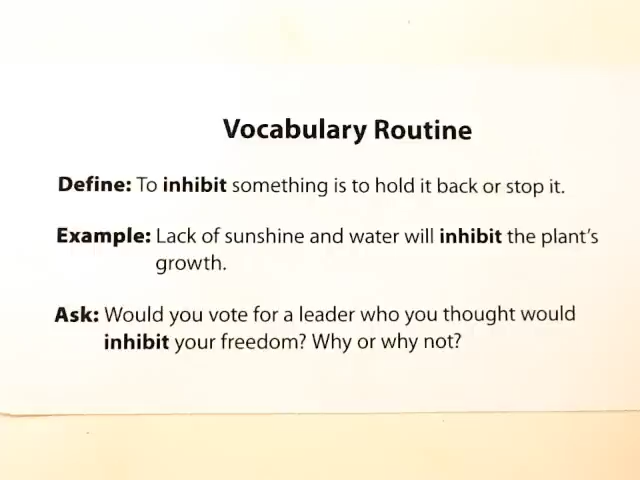 Vocabulary Routine
Define: To inhibit something is to hold it back or stop it.
Example: Lack of sunshine and water will inhibit the plant's
growth.
Ask: Would you vote for a leader who you thought would
inhibit your freedom? Why or why not?